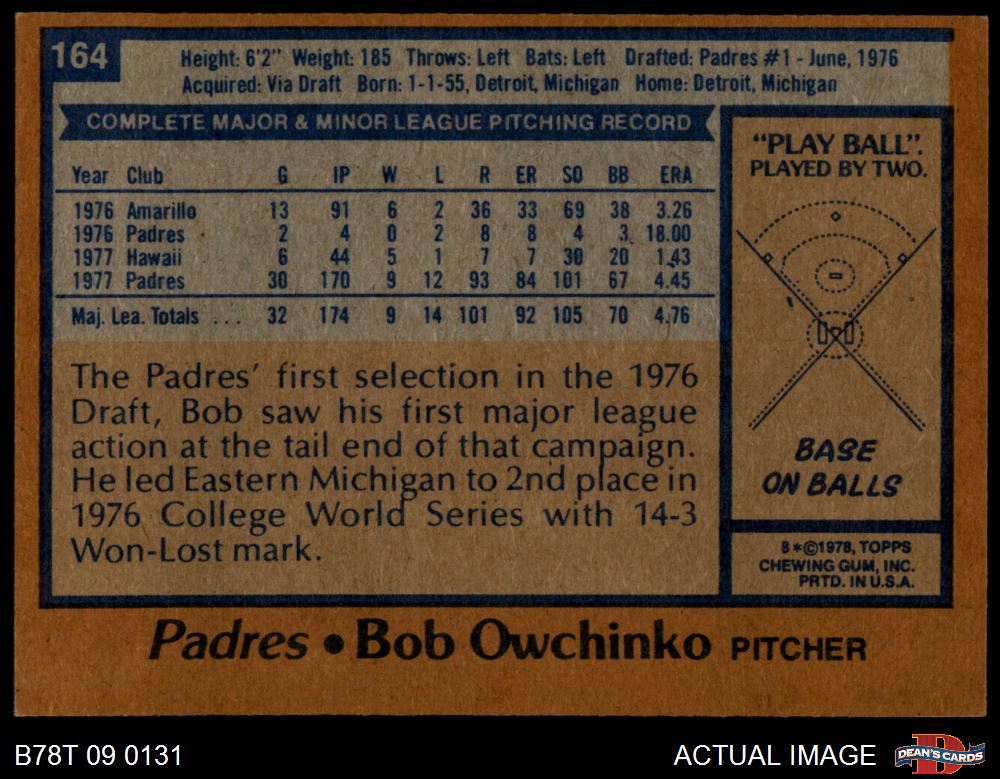 164
Height: 6'2" Weight: 185 Throws: Left Bats: Left Drafted: Padres #1 - June, 1976
Acquired: Via Draft Born: 1-1-55, Detroit, Michigan Home: Detroit, Michigan
COMPLETE MAJOR & MINOR LEAGUE PITCHING RECORD
Year Club G IP W L R ER SO BB ERA
1976 Amarillo 13 91 6 2 36 33 69 38 3.26
1976 Padres 2 4 0 2 8 8 4 3 18.00
1977 Hawaii 6 44 5 1 7 7 30 20 1.43
1977 Padres 30 170 9 12 93 84 101 67 4.45
Maj. Lea. Totals ... 32 174 9 14 101 92 105 70 4.76
The Padres' first selection in the 1976
Draft, Bob saw his first major league
action at the tail end of that campaign.
He led Eastern Michigan to 2nd place in
1976 College World Series with 14-3
Won-Lost mark.
"PLAY BALL".
PLAYED BY TWO.
BASE
ON BALLS
B*©1978, TOPPS
CHEWING GUM, INC.
PRTD. IN U.S.A.
Padres • Bob Owchinko PITCHER
B78T 09 0131
ACTUAL IMAGE
DEAN'S CARDS